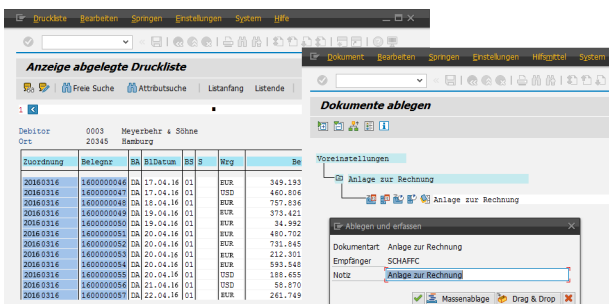 Druckliste Bearbeiten Springen Einstellungen System Hilfe
Anzeige abgelegte Druckliste
Freie Suche Attributsuche Listanfang Listende
1
Debitor 0003 Meyerbehr & Söhne
Ort 20345 Hamburg
Zuordnung Belegnr BA BlDatum BS S Wrg Be
20160316 1600000046 DA 17.04.16 01 EUR 349.193
20160316 1600000047 DA 17.04.16 01 USD 460.806
20160316 1600000048 DA 18.04.16 01 EUR 757.836
20160316 1600000049 DA 19.04.16 01 EUR 373.421
20160316 1600000050 DA 19.04.16 01 EUR 34.992
20160316 1600000051 DA 20.04.16 01 EUR 480.702
20160316 1600000052 DA 20.04.16 01 EUR 731.845
20160316 1600000053 DA 20.04.16 01 EUR 212.301
20160316 1600000054 DA 20.04.16 01 EUR 593.548
20160316 1600000055 DA 20.04.16 01 USD 188.655
20160316 1600000056 DA 21.04.16 01 USD 58.870
20160316 1600000057 DA 22.04.16 01 EUR 261.749
Dokument Bearbeiten Springen Einstellungen Hilfsmittel System
Dokumente ablegen
Voreinstellungen
Anlage zur Rechnung
Anlage zur Rechnung
Ablegen und erfassen
Dokumentart Anlage zur Rechnung
Empfänger SCHAFFC
Notiz Anlage zur Rechnung
Massenablage Drag & Drop